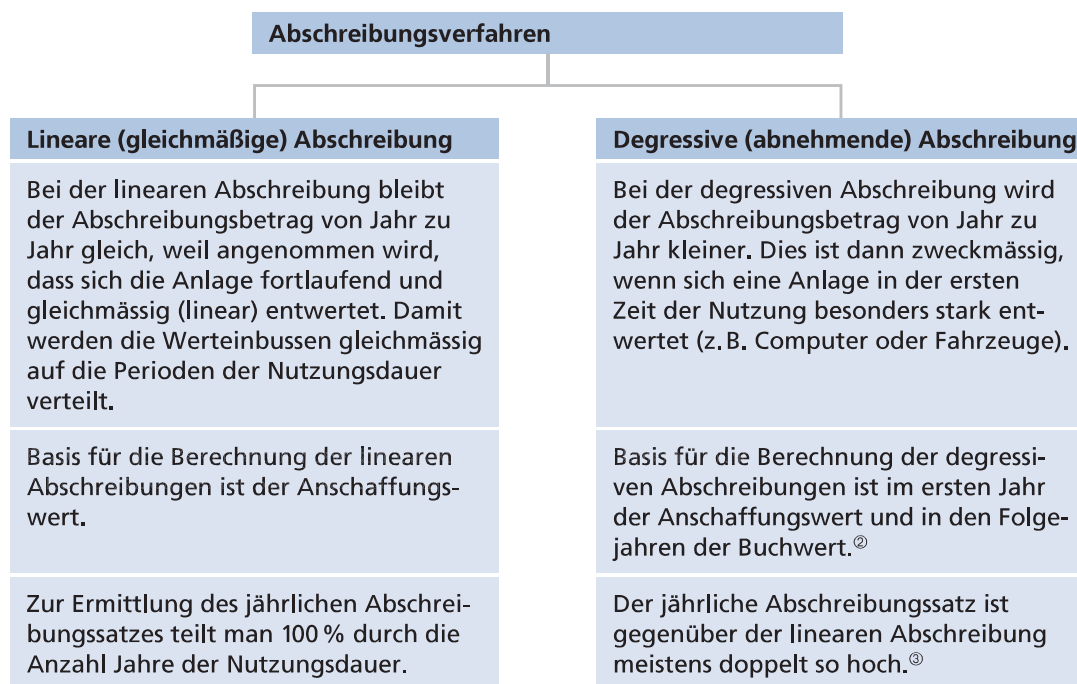 Abschreibungsverfahren
Lineare (gleichmäßige) Abschreibung
Bei der linearen Abschreibung bleibt
der Abschreibungsbetrag von Jahr zu
Jahr gleich, weil angenommen wird,
dass sich die Anlage fortlaufend und
gleichmässig (linear) entwertet. Damit
werden die Werteinbussen gleichmässig
auf die Perioden der Nutzungsdauer
verteilt.
Basis für die Berechnung der linearen
Abschreibungen ist der Anschaffungs-
wert.
Zur Ermittlung des jährlichen Abschrei-
bungssatzes teilt man 100 % durch die
Anzahl Jahre der Nutzungsdauer.
Degressive (abnehmende) Abschreibung
Bei der degressiven Abschreibung wird
der Abschreibungsbetrag von Jahr zu
Jahr kleiner. Dies ist dann zweckmässig,
wenn sich eine Anlage in der ersten
Zeit der Nutzung besonders stark ent-
wertet (z. B. Computer oder Fahrzeuge).
Basis für die Berechnung der degressi-
ven Abschreibungen ist im ersten Jahr
der Anschaffungswert und in den Folge-
jahren der Buchwert.②
Der jährliche Abschreibungssatz ist
gegenüber der linearen Abschreibung
meistens doppelt so hoch.③